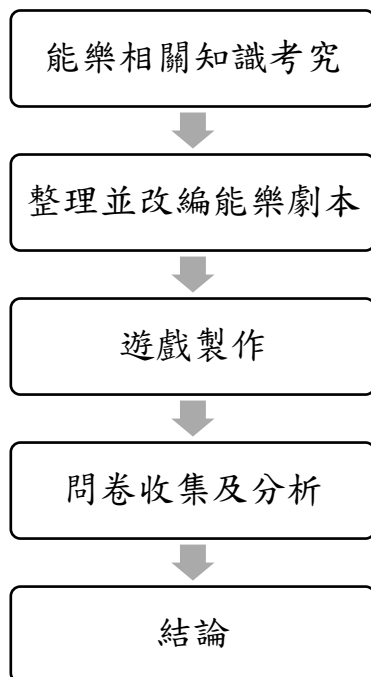 能樂相關知識考究
整理並改編能樂劇本
遊戲製作
問卷收集及分析
結論